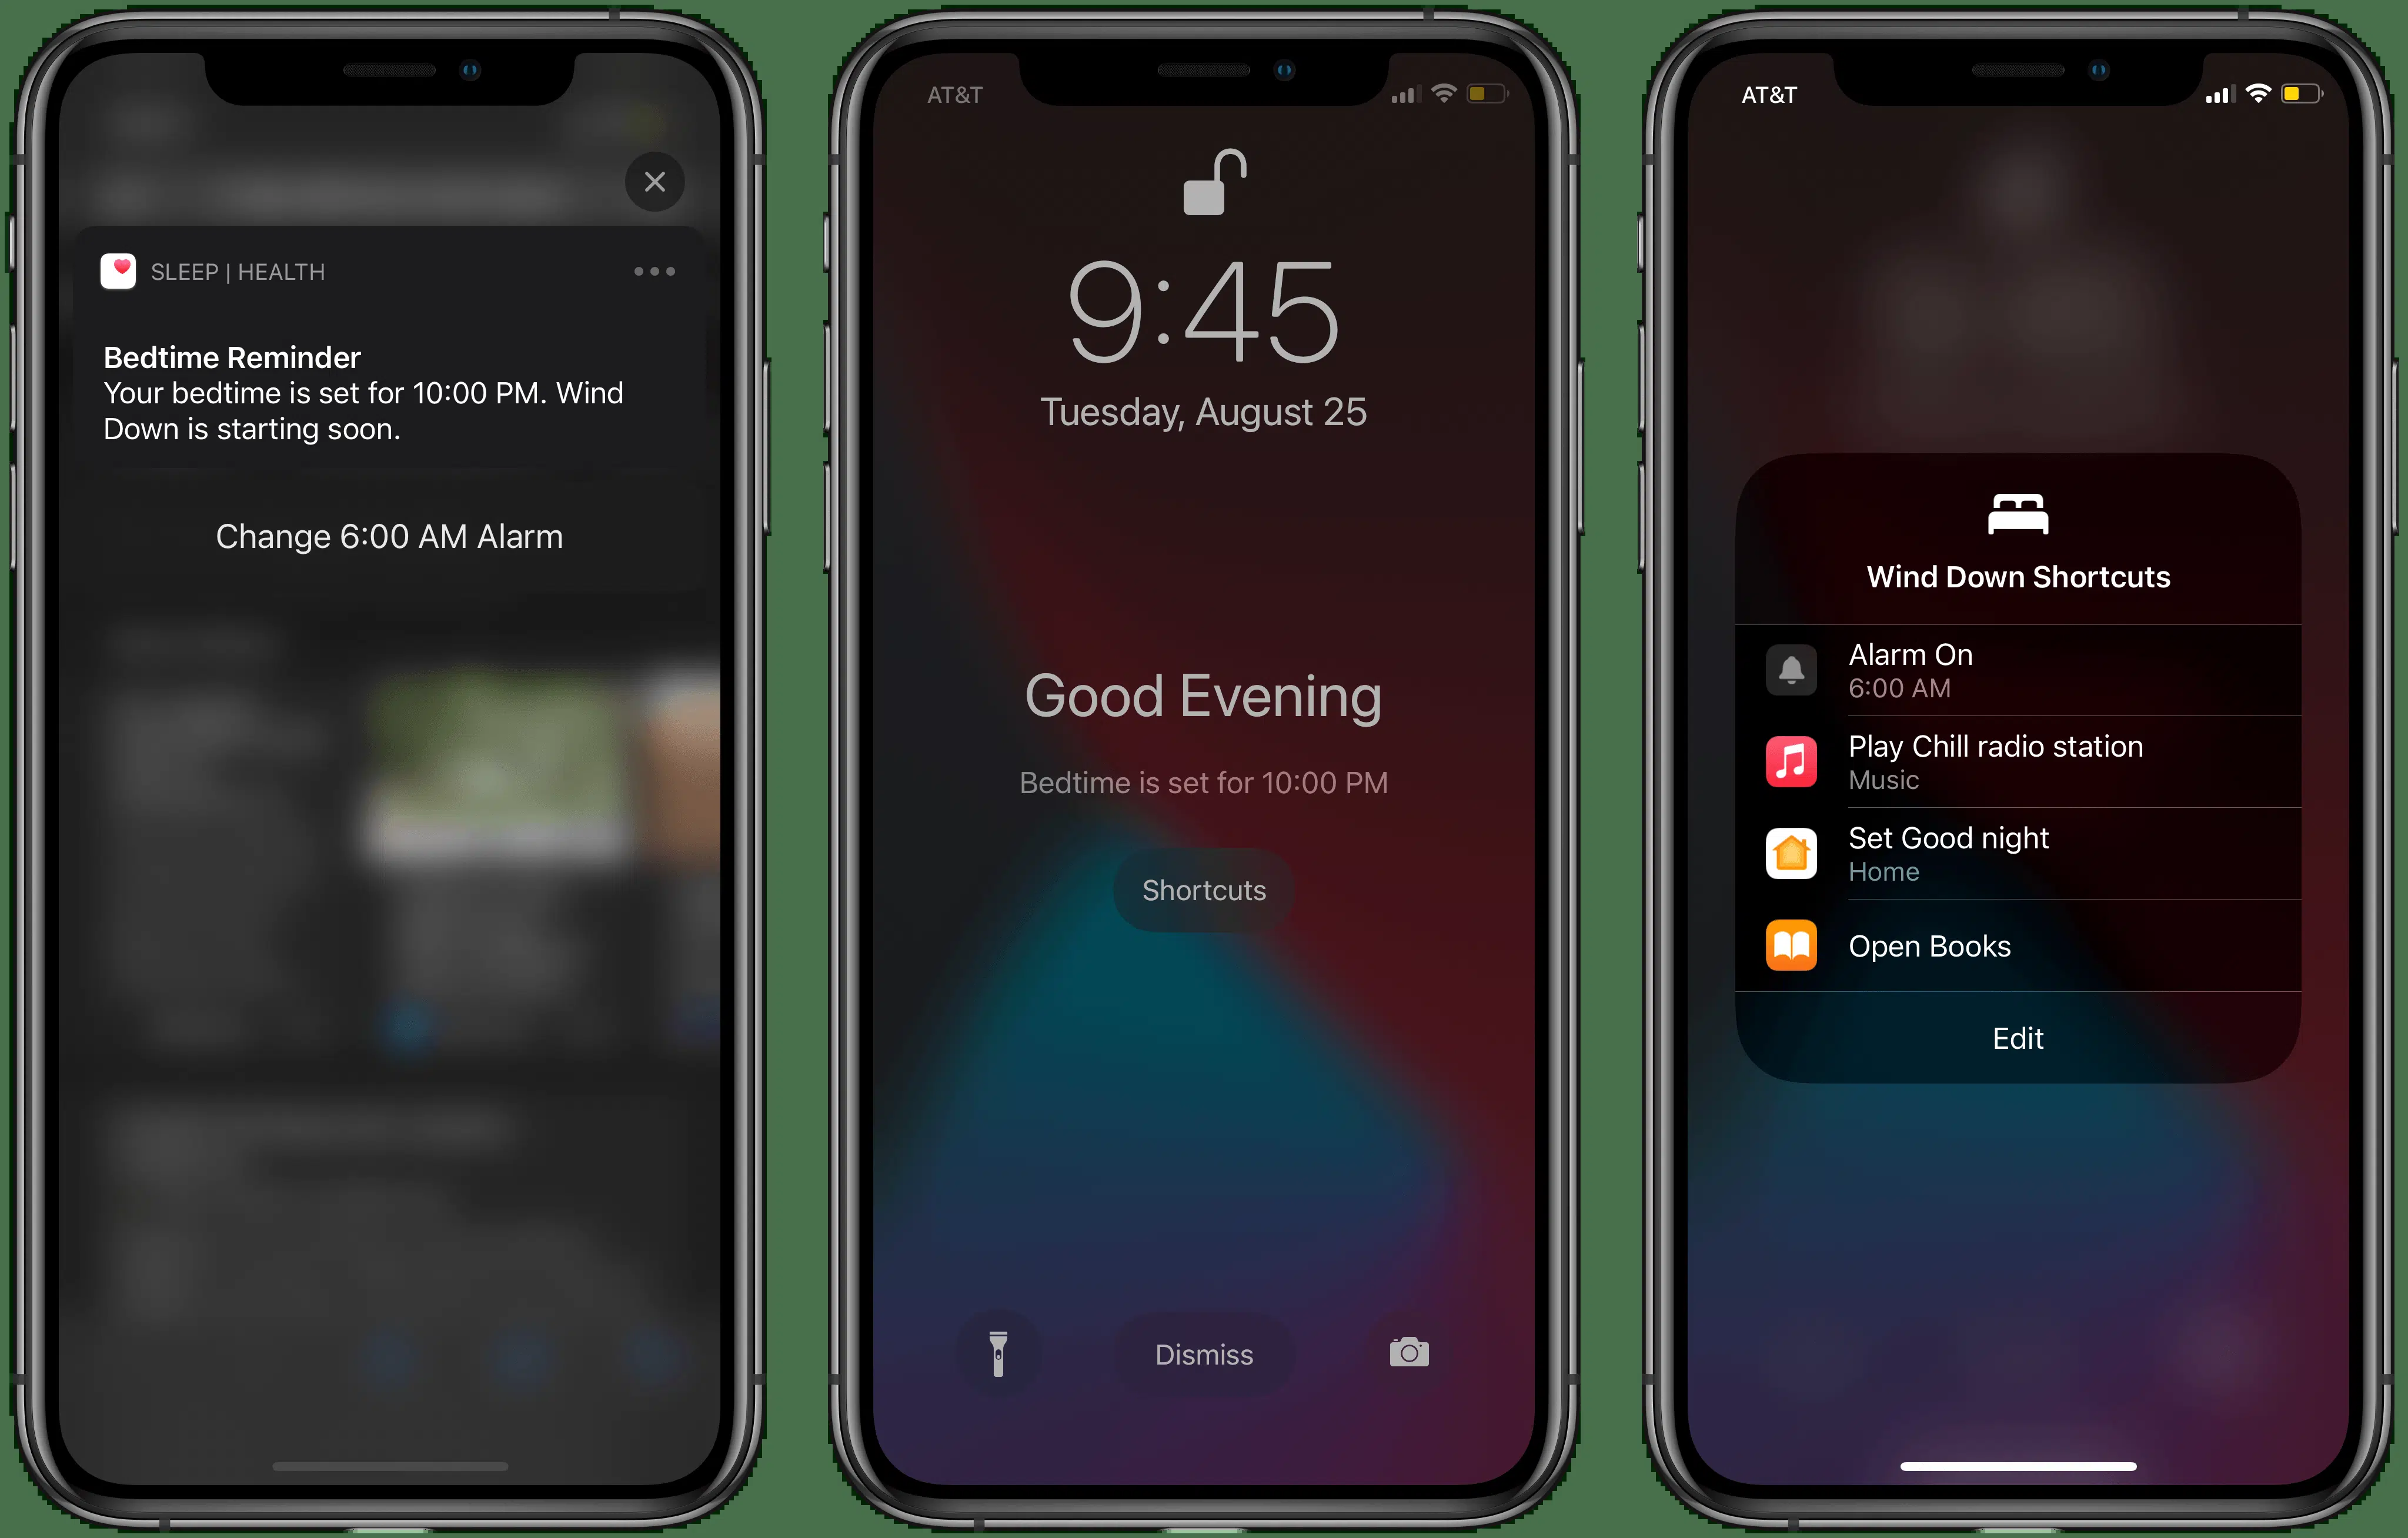 SLEEP | HEALTH
Bedtime Reminder
Your bedtime is set for 10:00 PM. Wind
Down is starting soon.
Change 6:00 AM Alarm
AT&T
9:45
Tuesday, August 25
Good Evening
Bedtime is set for 10:00 PM
Shortcuts
Dismiss
AT&T
Wind Down Shortcuts
Alarm On
6:00 AM
Play Chill radio station
Music
Set Good night
Home
Open Books
Edit